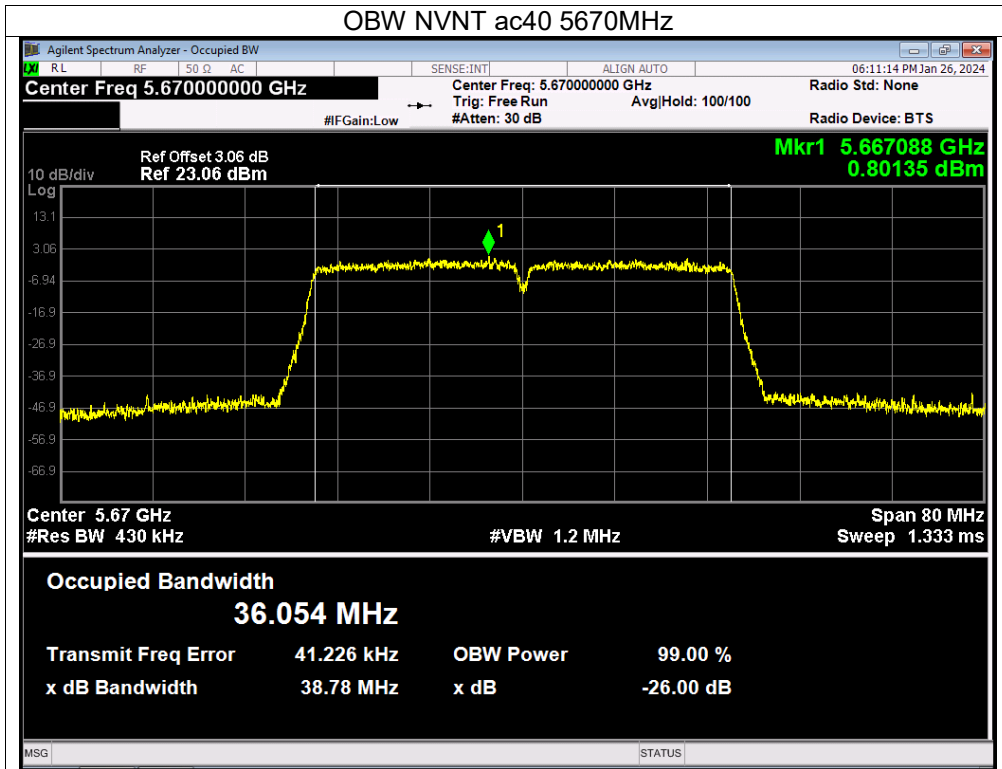 OBW NVNT ac40 5670MHz
Agilent Spectrum Analyzer - Occupied BW
LXI RL RF 50 Ω AC SENSE:INT ALIGN AUTO 06:11:14 PM Jan 26, 2024
Center Freq 5.670000000 GHz Center Freq: 5.670000000 GHz Radio Std: None
Trig: Free Run Avg|Hold: 100/100
#IFGain:Low #Atten: 30 dB Radio Device: BTS
Mkr1 5.667088 GHz
0.80135 dBm
Ref Offset 3.06 dB
10 dB/div Ref 23.06 dBm
Log
13.1
1
3.06
-6.94
-16.9
-26.9
-36.9
-46.9
-56.9
-66.9
Center 5.67 GHz Span 80 MHz
#Res BW 430 kHz #VBW 1.2 MHz Sweep 1.333 ms
Occupied Bandwidth
36.054 MHz
Transmit Freq Error 41.226 kHz OBW Power 99.00 %
x dB Bandwidth 38.78 MHz x dB -26.00 dB
MSG STATUS